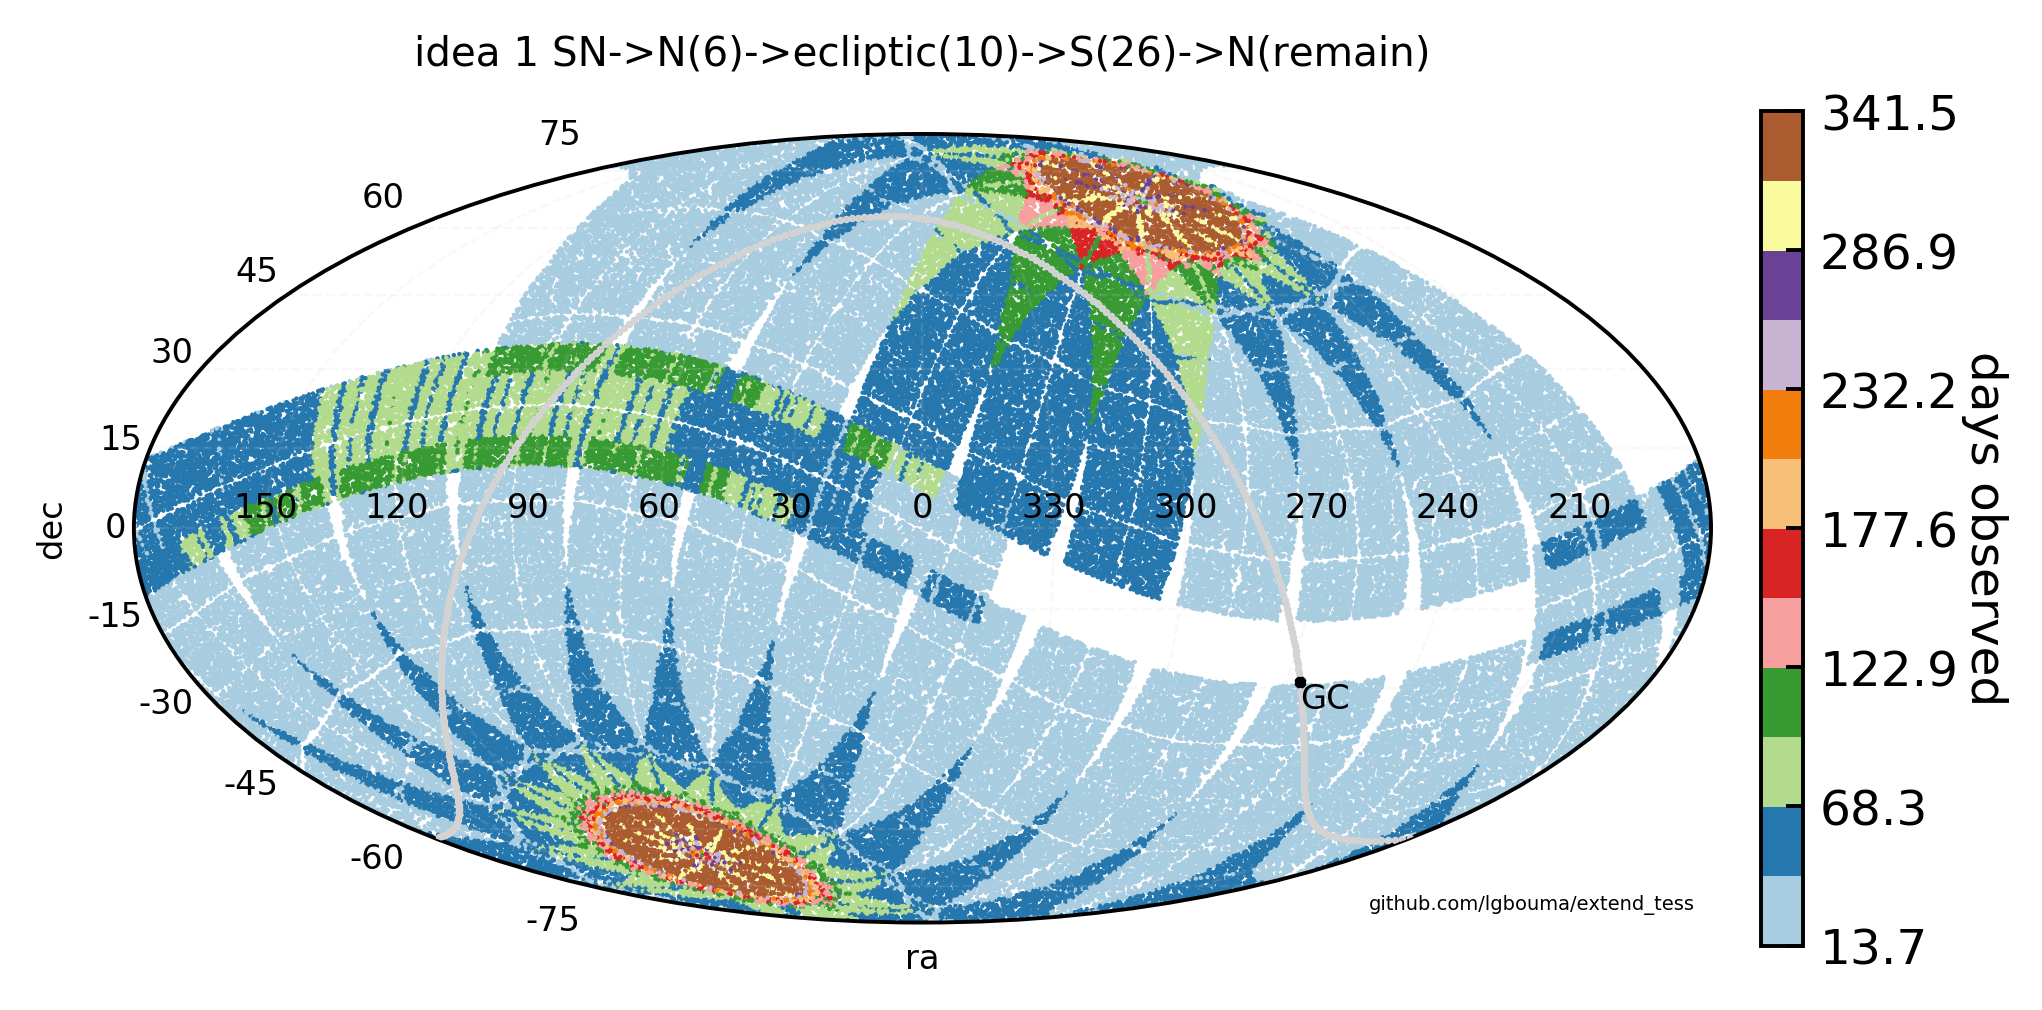 idea 1 SN->N(6)->ecliptic(10)->S(26)->N(remain)
75
60
45
30
15
0
-15
-30
-45
-60
-75
dec
150 120 90 60 30 0 330 300 270 240 210
GC
ra
github.com/lgbouma/extend_tess
341.5
286.9
232.2
177.6
122.9
68.3
13.7
days observed